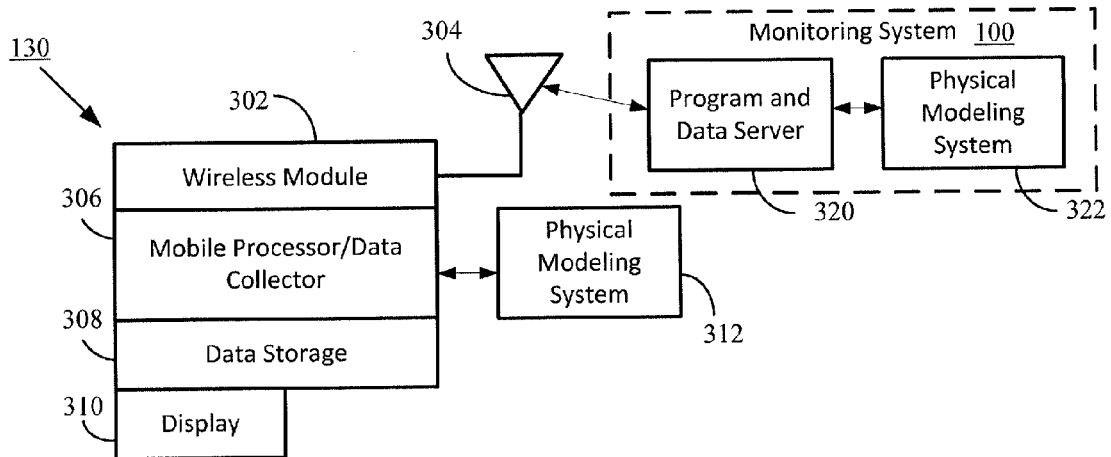 130
302
304
Monitoring System 100
Program and
Data Server
Physical
Modeling
System
320
322
Wireless Module
306
Mobile Processor/Data
Collector
Physical
Modeling
System
312
308
Data Storage
310
Display